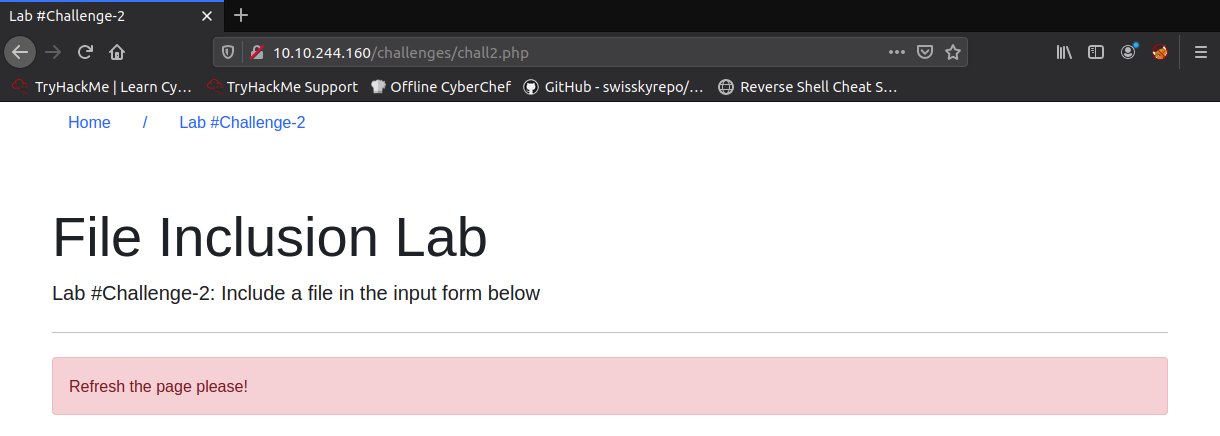 Lab #Challenge-2
10.10.244.160/challenges/chall2.php
TryHackMe | Learn Cy… TryHackMe Support Offline CyberChef GitHub - swisskyrepo/… Reverse Shell Cheat S…
Home / Lab #Challenge-2
File Inclusion Lab
Lab #Challenge-2: Include a file in the input form below
Refresh the page please!